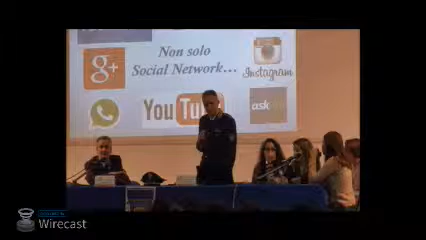 g+
Non solo
Social Network...
Instagram
YouTube
ask
Wirecast